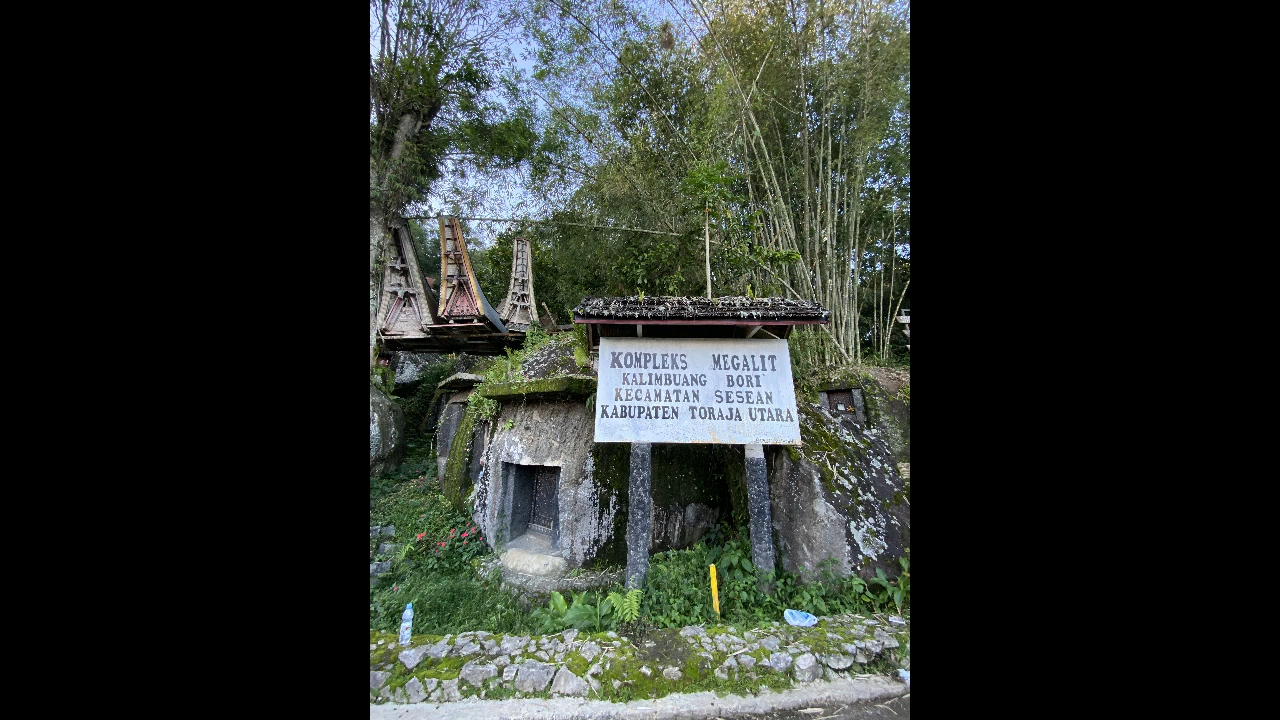 KOMPLEKS MEGALIT
KALIMBUANG BORI'
KECAMATAN SESEAN
KABUPATEN TORAJA UTARA